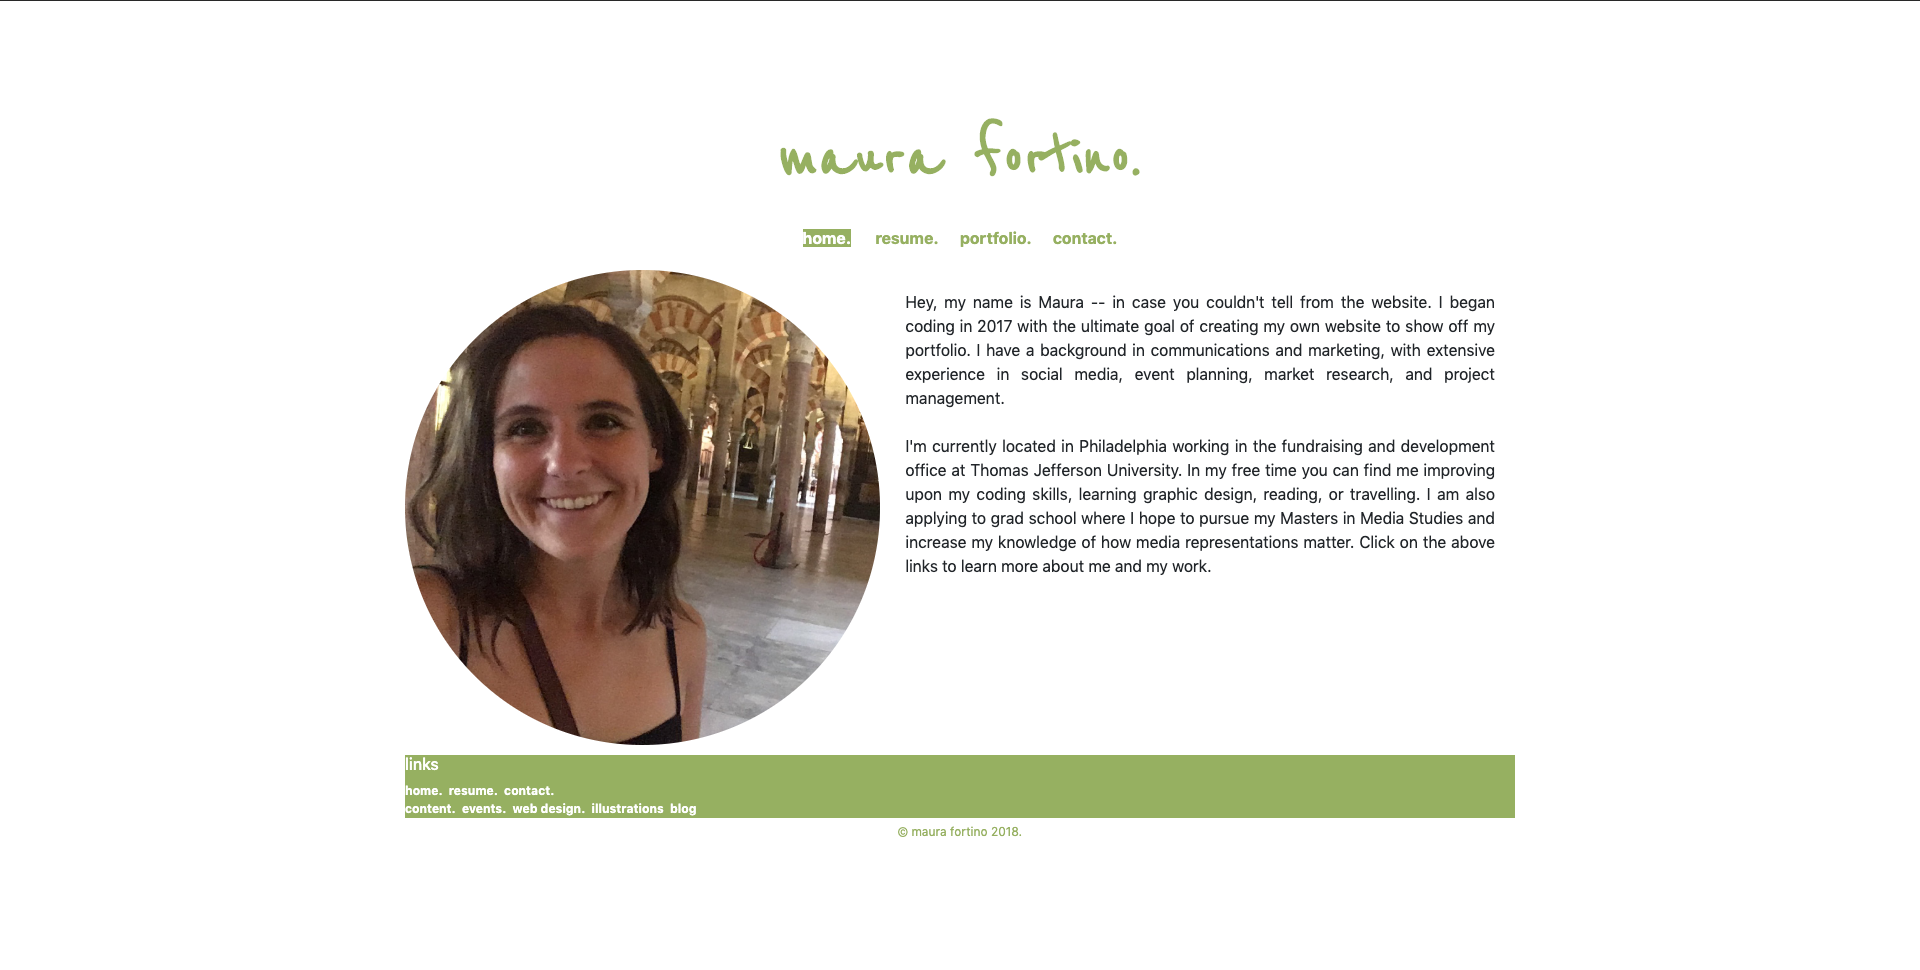 maura fortino.
home. resume. portfolio. contact.
Hey, my name is Maura -- in case you couldn't tell from the website. I began
coding in 2017 with the ultimate goal of creating my own website to show off my
portfolio. I have a background in communications and marketing, with extensive
experience in social media, event planning, market research, and project
management.
I'm currently located in Philadelphia working in the fundraising and development
office at Thomas Jefferson University. In my free time you can find me improving
upon my coding skills, learning graphic design, reading, or travelling. I am also
applying to grad school where I hope to pursue my Masters in Media Studies and
increase my knowledge of how media representations matter. Click on the above
links to learn more about me and my work.
links
home. resume. contact.
content. events. web design. illustrations blog
© maura fortino 2018.